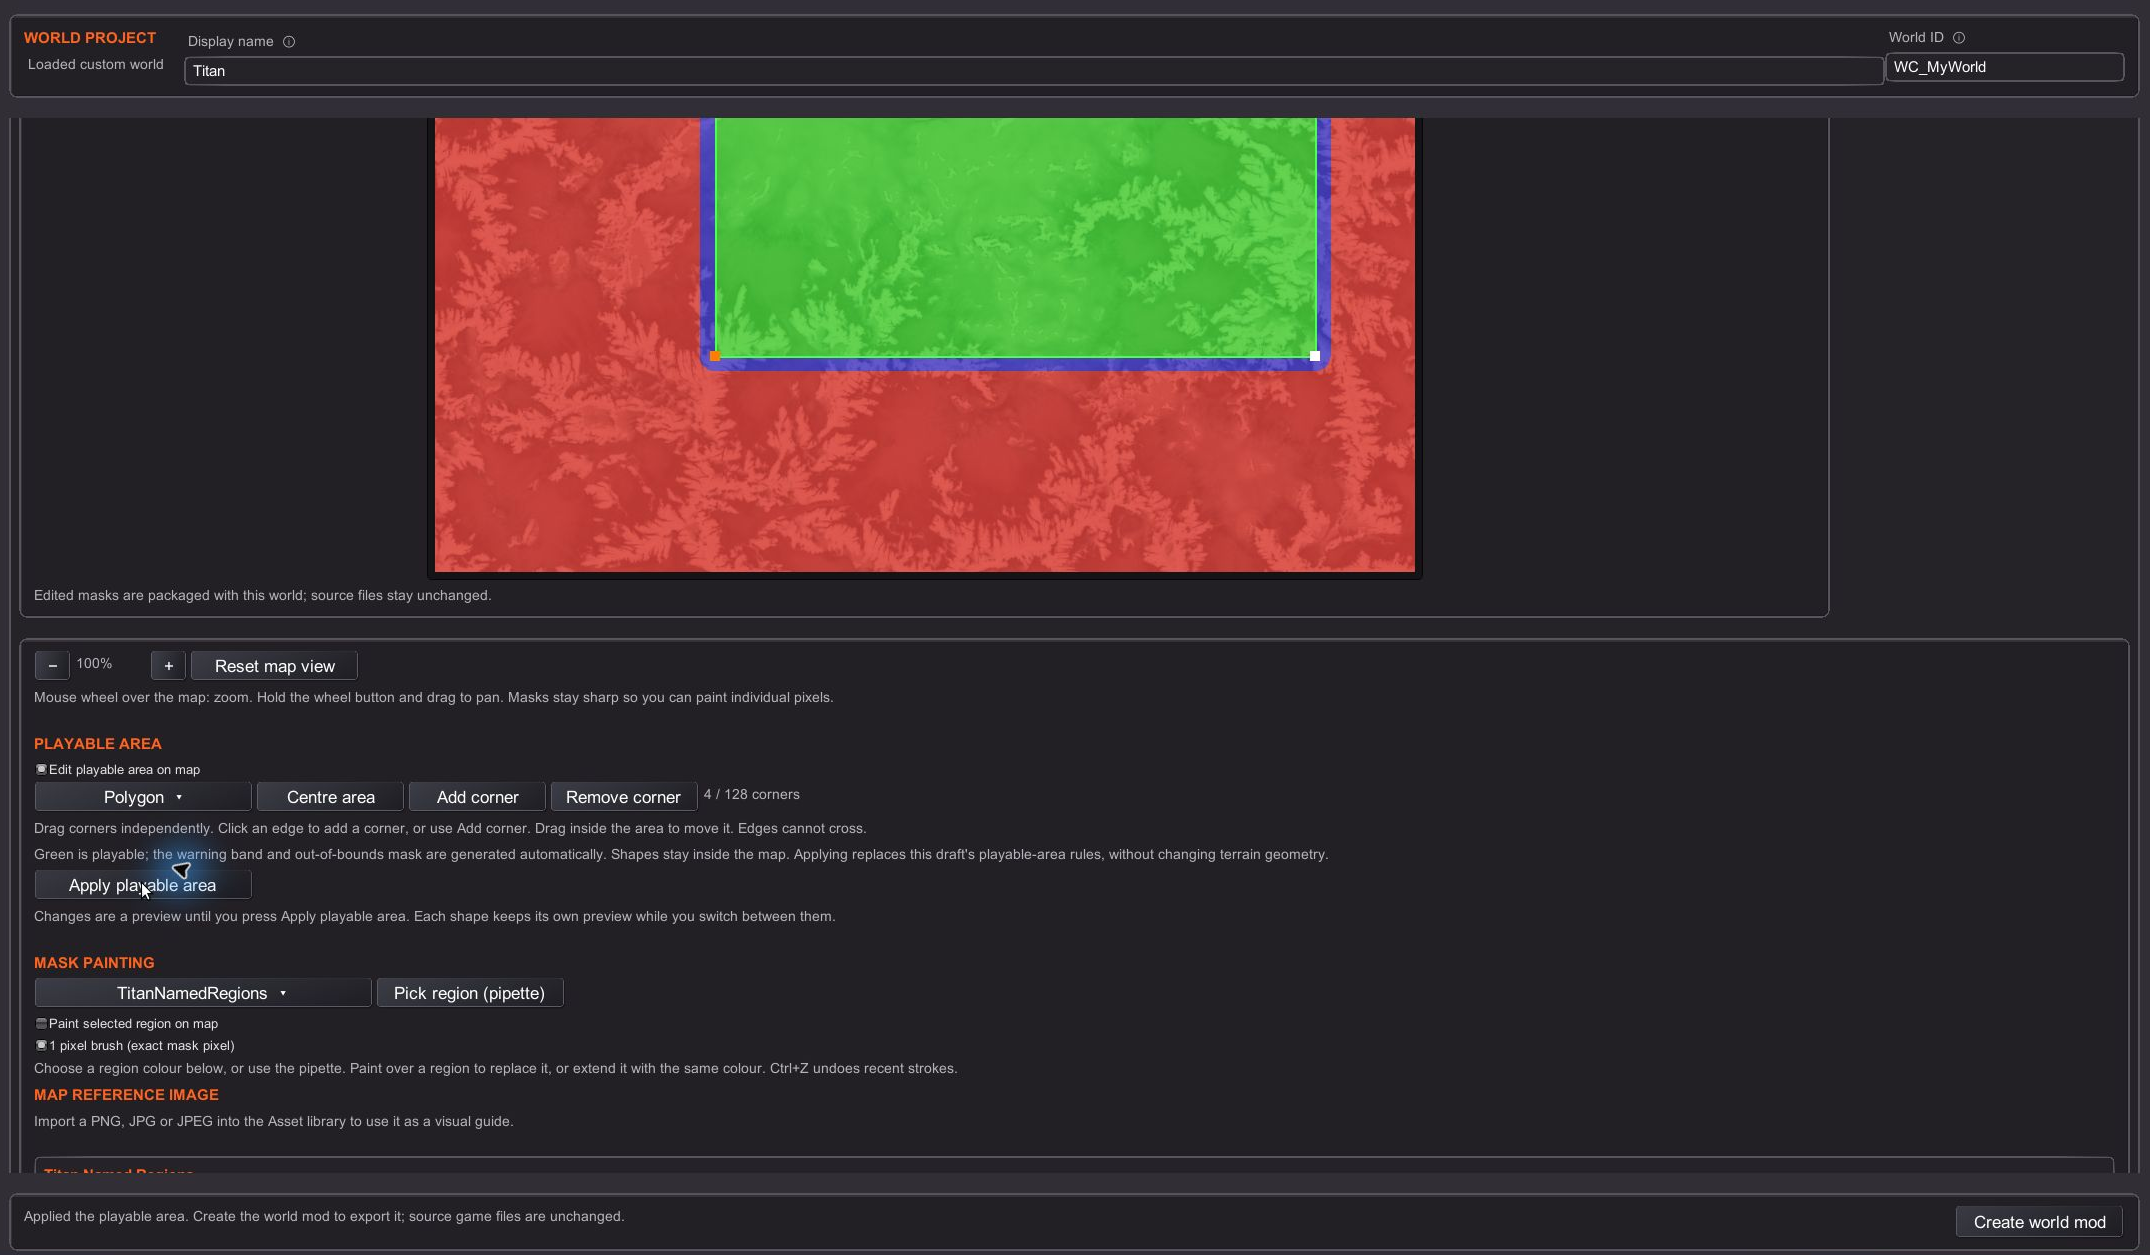 WORLD PROJECT
Display name
World ID
Loaded custom world
Titan
WC_MyWorld
Edited masks are packaged with this world; source files stay unchanged.
− 100% + Reset map view
Mouse wheel over the map: zoom. Hold the wheel button and drag to pan. Masks stay sharp so you can paint individual pixels.
PLAYABLE AREA
Edit playable area on map
Polygon Centre area Add corner Remove corner 4 / 128 corners
Drag corners independently. Click an edge to add a corner, or use Add corner. Drag inside the area to move it. Edges cannot cross.
Green is playable; the warning band and out-of-bounds mask are generated automatically. Shapes stay inside the map. Applying replaces this draft's playable-area rules, without changing terrain geometry.
Apply playable area
Changes are a preview until you press Apply playable area. Each shape keeps its own preview while you switch between them.
MASK PAINTING
TitanNamedRegions Pick region (pipette)
Paint selected region on map
1 pixel brush (exact mask pixel)
Choose a region colour below, or use the pipette. Paint over a region to replace it, or extend it with the same colour. Ctrl+Z undoes recent strokes.
MAP REFERENCE IMAGE
Import a PNG, JPG or JPEG into the Asset library to use it as a visual guide.
Titan Named Regions
Applied the playable area. Create the world mod to export it; source game files are unchanged.
Create world mod